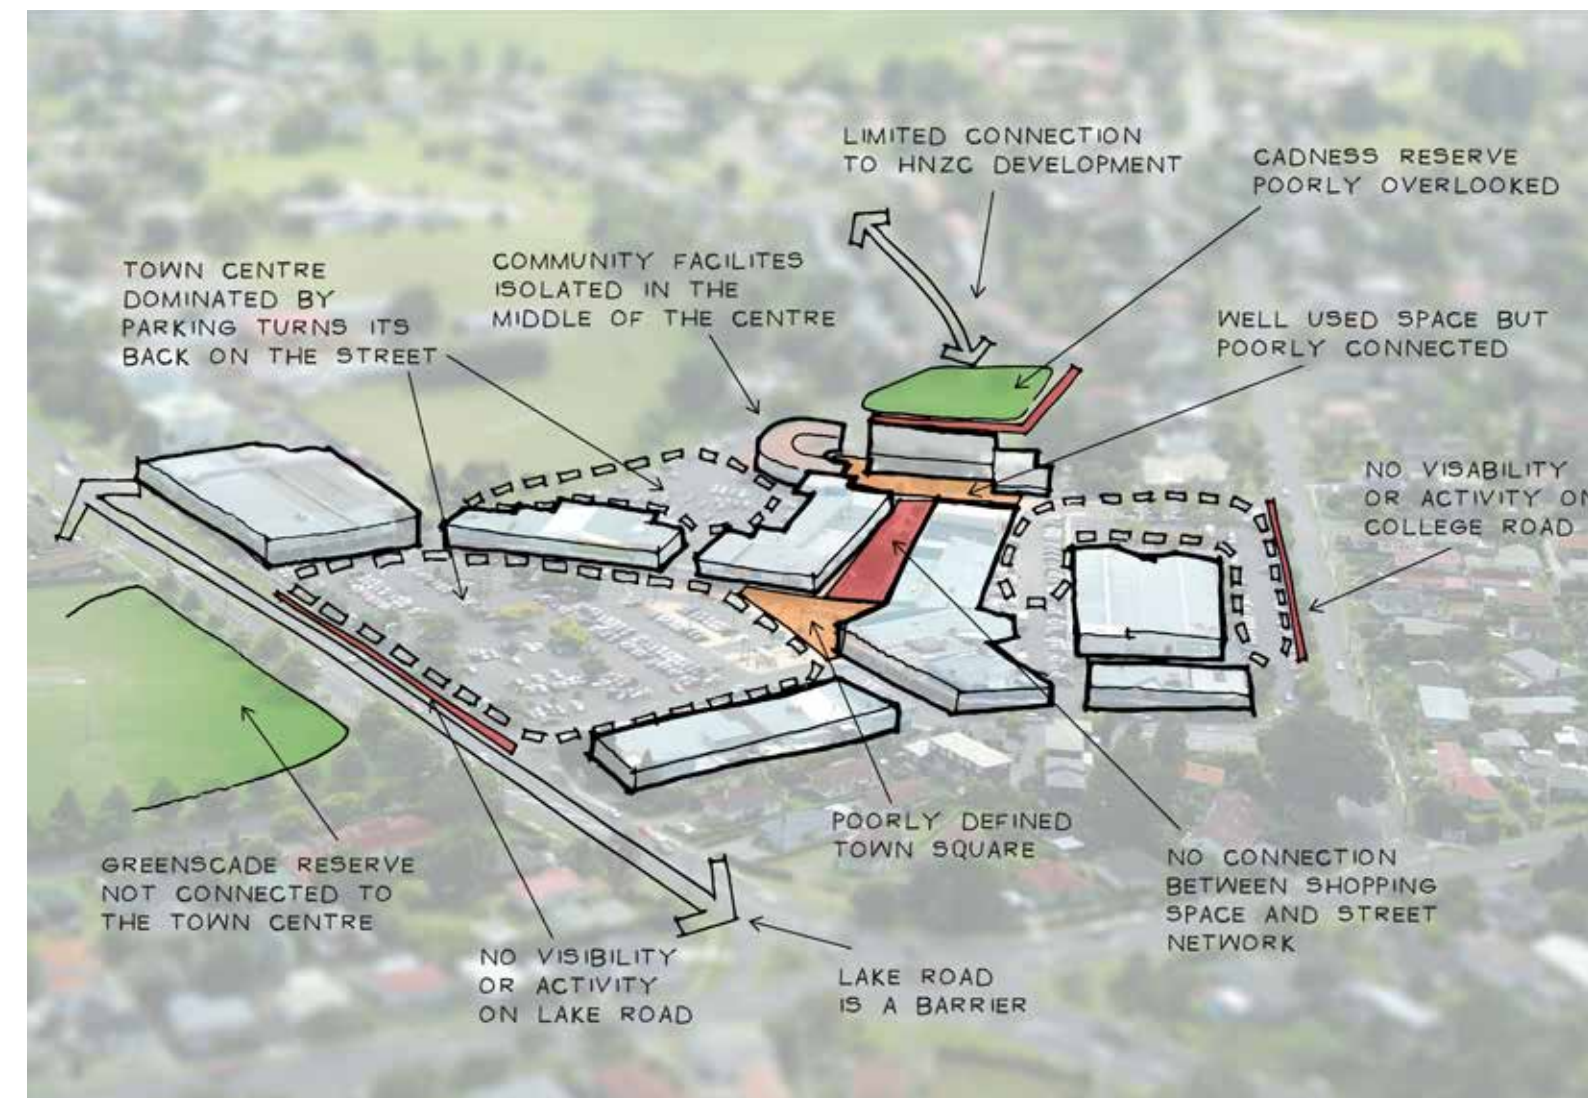 LIMITED CONNECTION
TO HNZC DEVELOPMENT
CADNESS RESERVE
POORLY OVERLOOKED
TOWN CENTRE
DOMINATED BY
PARKING TURNS ITS
BACK ON THE STREET
COMMUNITY FACILITES
ISOLATED IN THE
MIDDLE OF THE CENTRE
WELL USED SPACE BUT
POORLY CONNECTED
NO VISABILITY
OR ACTIVITY ON
COLLEGE ROAD
GREENSCADE RESERVE
NOT CONNECTED TO
THE TOWN CENTRE
NO VISIBILITY
OR ACTIVITY
ON LAKE ROAD
POORLY DEFINED
TOWN SQUARE
LAKE ROAD
IS A BARRIER
NO CONNECTION
BETWEEN SHOPPING
SPACE AND STREET
NETWORK